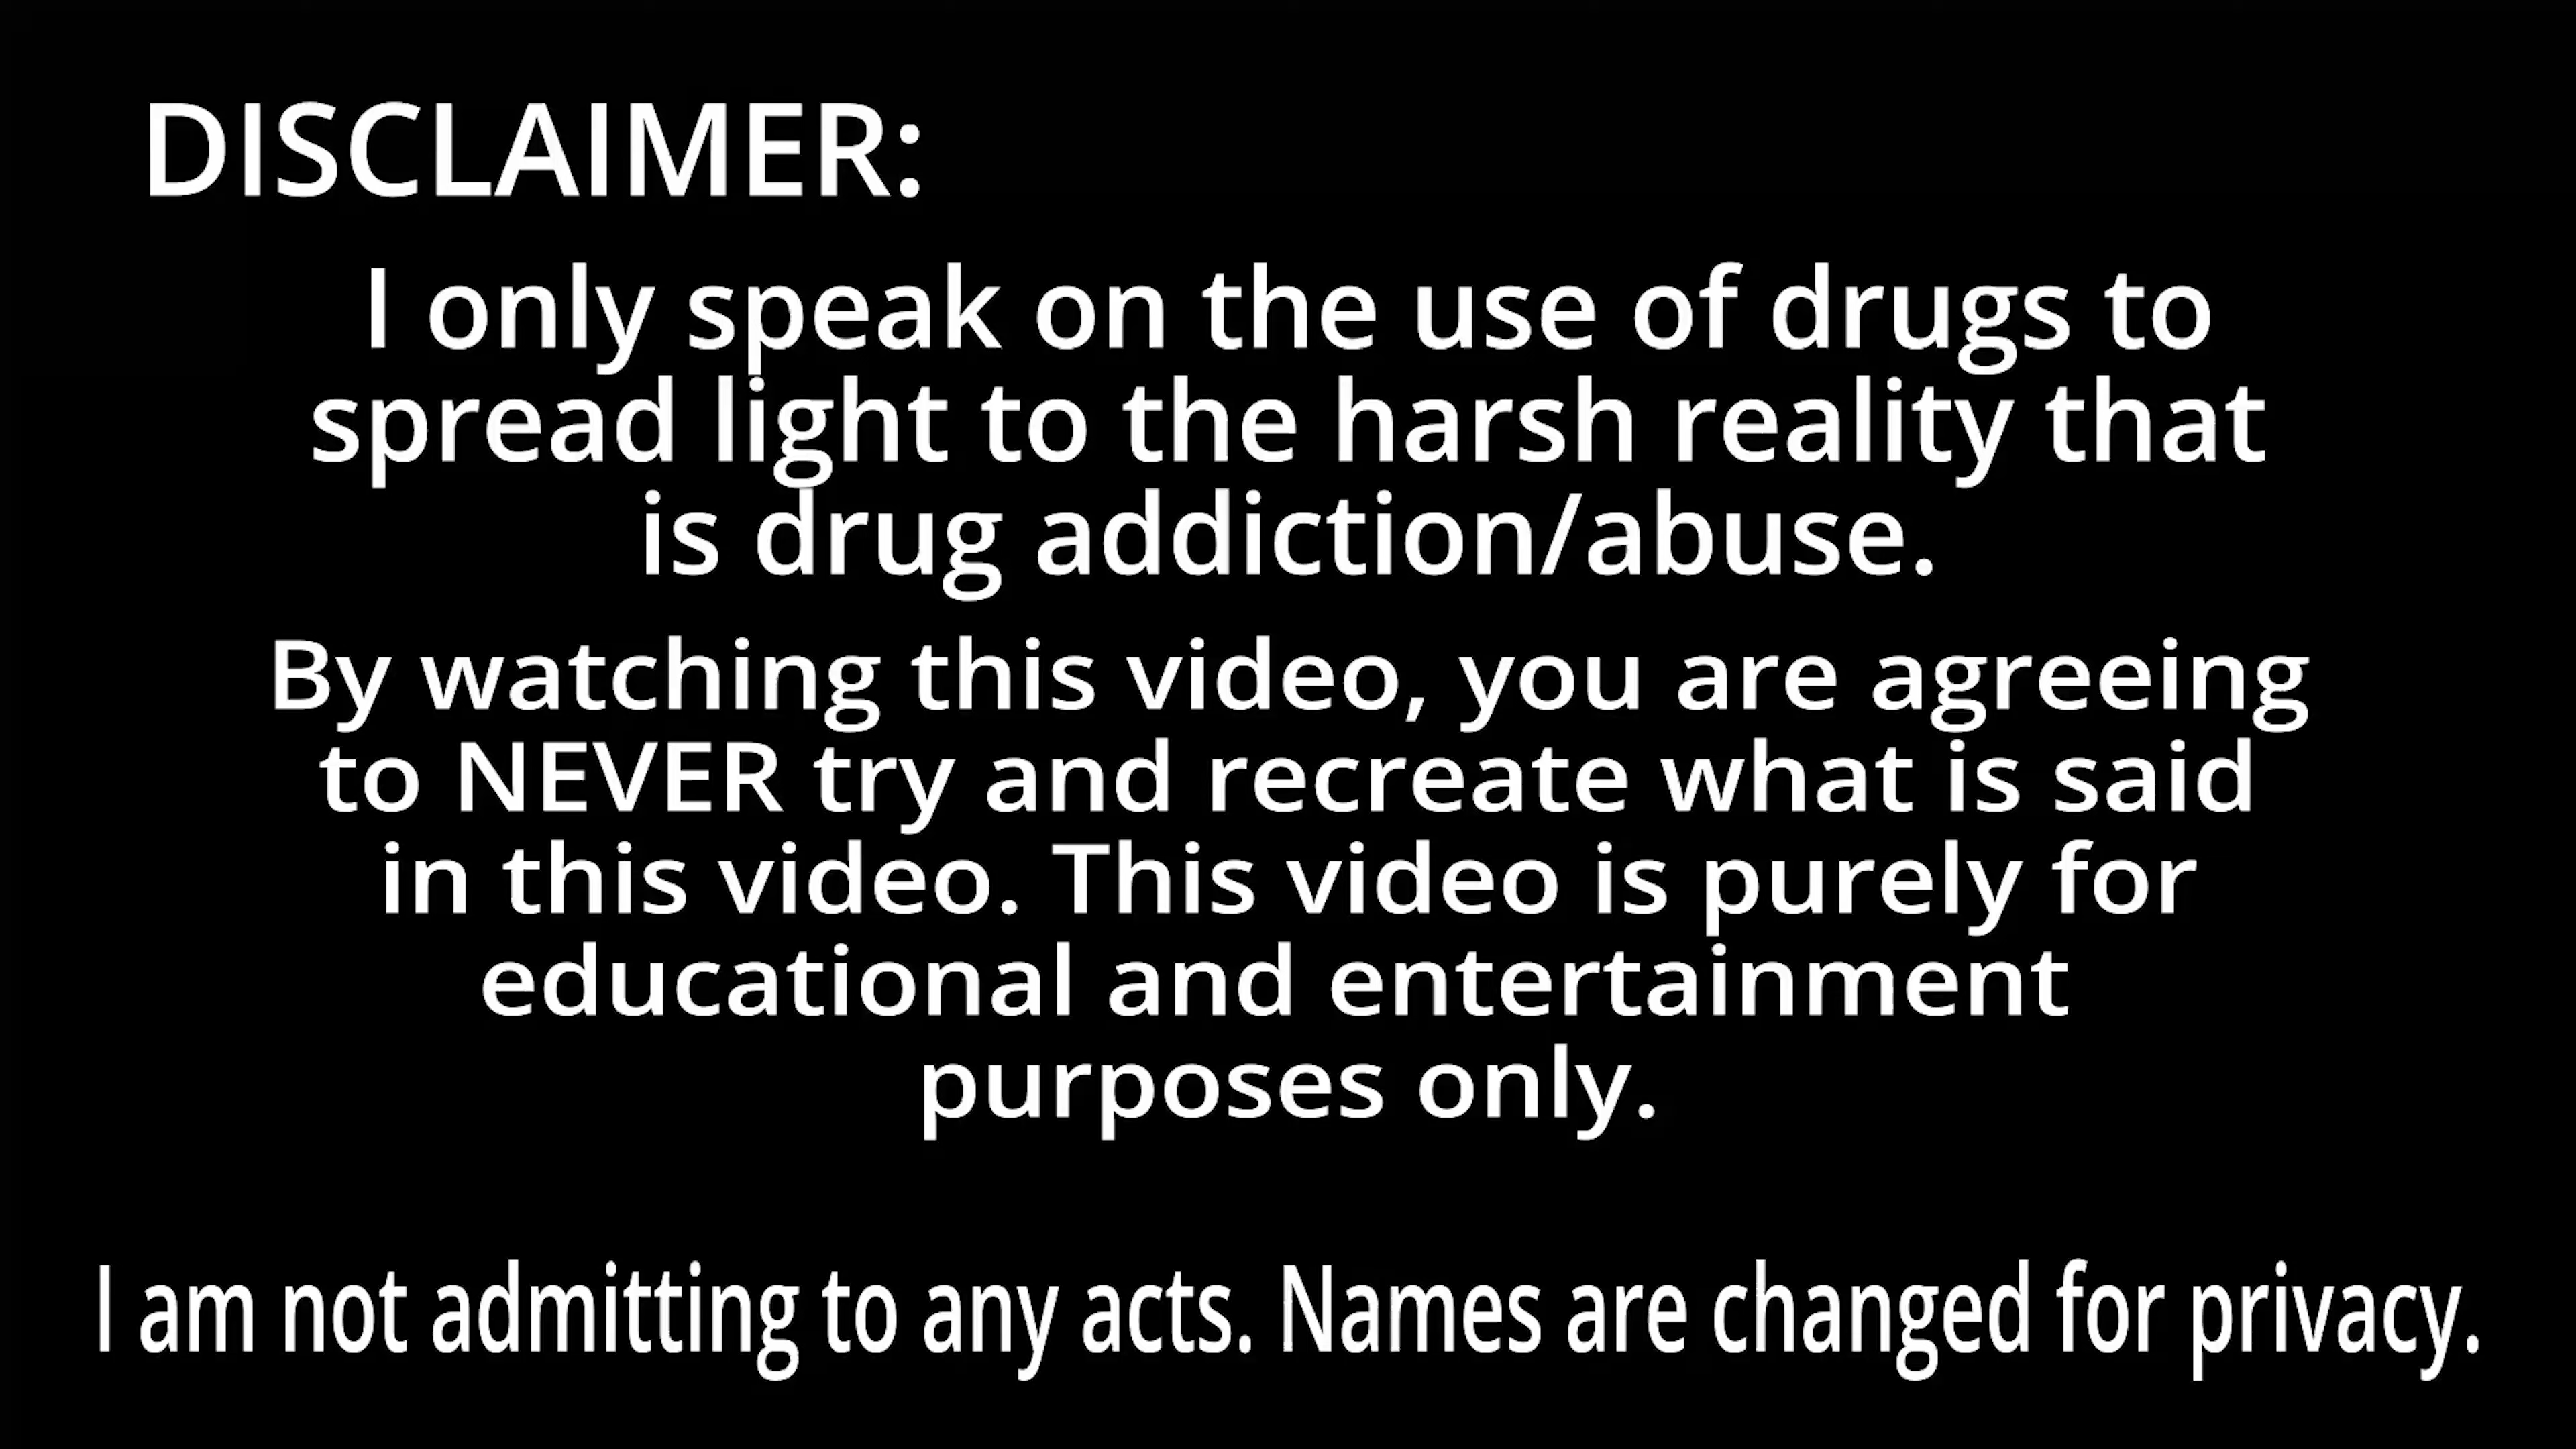 DISCLAIMER:
I only speak on the use of drugs to
spread light to the harsh reality that
is drug addiction/abuse.
By watching this video, you are agreeing
to NEVER try and recreate what is said
in this video. This video is purely for
educational and entertainment
purposes only.
I am not admitting to any acts. Names are changed for privacy.